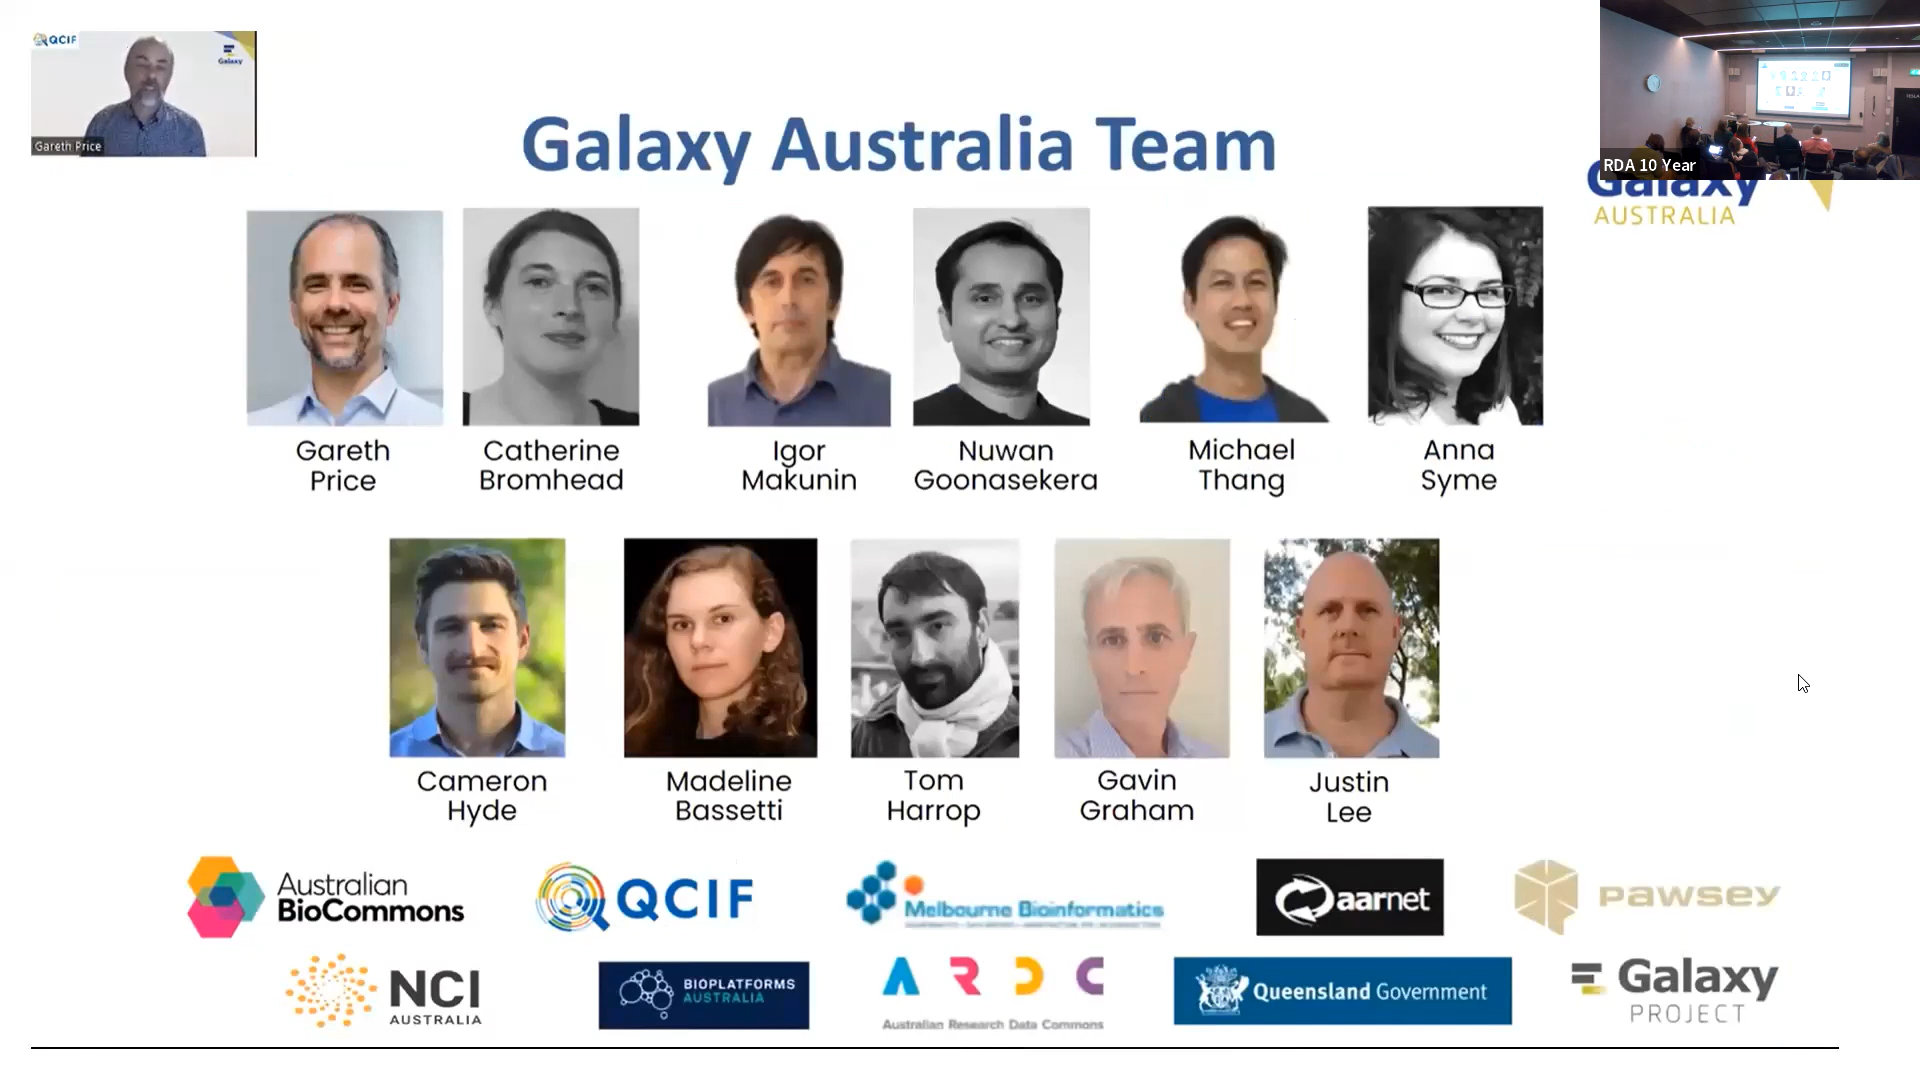 QCIF
Galaxy
Gareth Price
RDA 10 Year
Galaxy Australia Team
Galaxy
AUSTRALIA
Gareth
Price
Catherine
Bromhead
Igor
Makunin
Nuwan
Goonasekera
Michael
Thang
Anna
Syme
Cameron
Hyde
Madeline
Bassetti
Tom
Harrop
Gavin
Graham
Justin
Lee
Australian
BioCommons
QCIF
Melbourne Bioinformatics
aarnet
PAWSEY
NCI
AUSTRALIA
BIOPLATFORMS
AUSTRALIA
ARDC
Australian Research Data Commons
Queensland Government
Galaxy
PROJECT